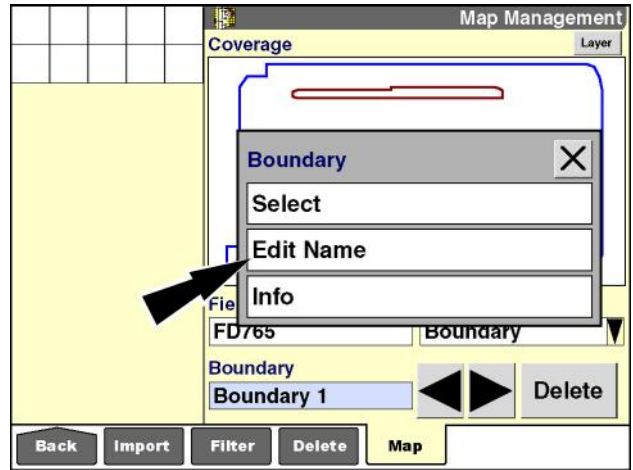 Map Management
Coverage
Layer
Boundary
Select
Edit Name
Info
Fie
FD765
Boundary
Boundary
Boundary 1
Delete
Back
Import
Filter
Delete
Map